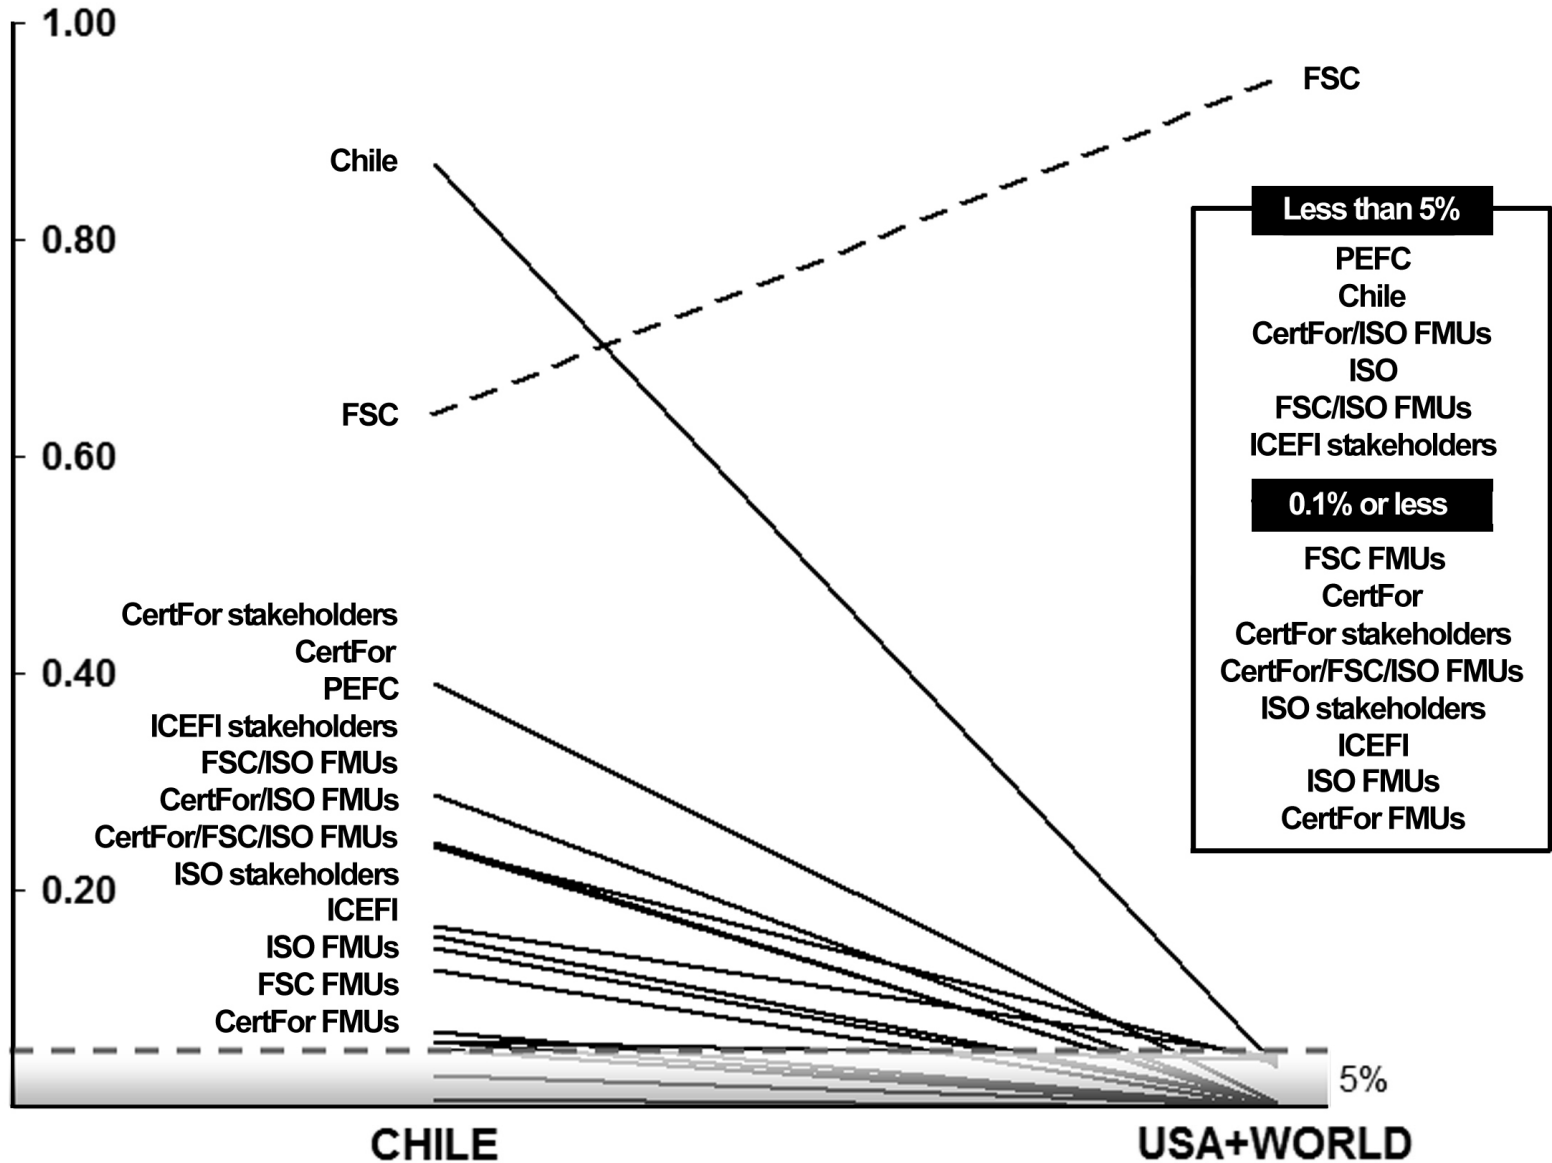 1.00
FSC
Chile
0.80
Less than 5%
PEFC
Chile
CertFor/ISO FMUs
ISO
FSC/ISO FMUs
ICEFI stakeholders
FSC
0.60
0.1% or less
FSC FMUs
CertFor
CertFor stakeholders
CertFor/FSC/ISO FMUs
ISO stakeholders
ICEFI
ISO FMUs
CertFor FMUs
CertFor stakeholders
CertFor
0.40
PEFC
ICEFI stakeholders
FSC/ISO FMUs
CertFor/ISO FMUs
CertFor/FSC/ISO FMUs
ISO stakeholders
0.20
ICEFI
ISO FMUs
FSC FMUs
CertFor FMUs
5%
CHILE
USA+WORLD